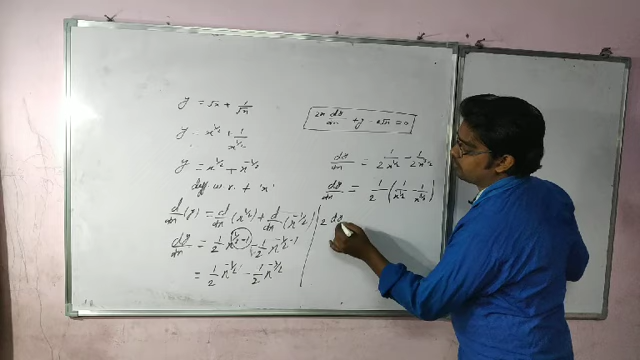 y = √x + 1/√x
y = x^1/2 + 1/x^1/2
y = x^1/2 + x^-1/2
diff w. r. t 'x'
d/dx (y) = d/dx (x^1/2) + d/dx (x^-1/2)
dy/dx = 1/2 x^1/2-1 - 1/2 x^-1/2-1
= 1/2 x^-1/2 - 1/2 x^-3/2
2x dy/dx + y - 2√x = 0
dy/dx = 1/2x^1/2 - 1/2x^3/2
dy/dx = 1/2 (1/x^1/2 - 1/x^3/2)
2 dy